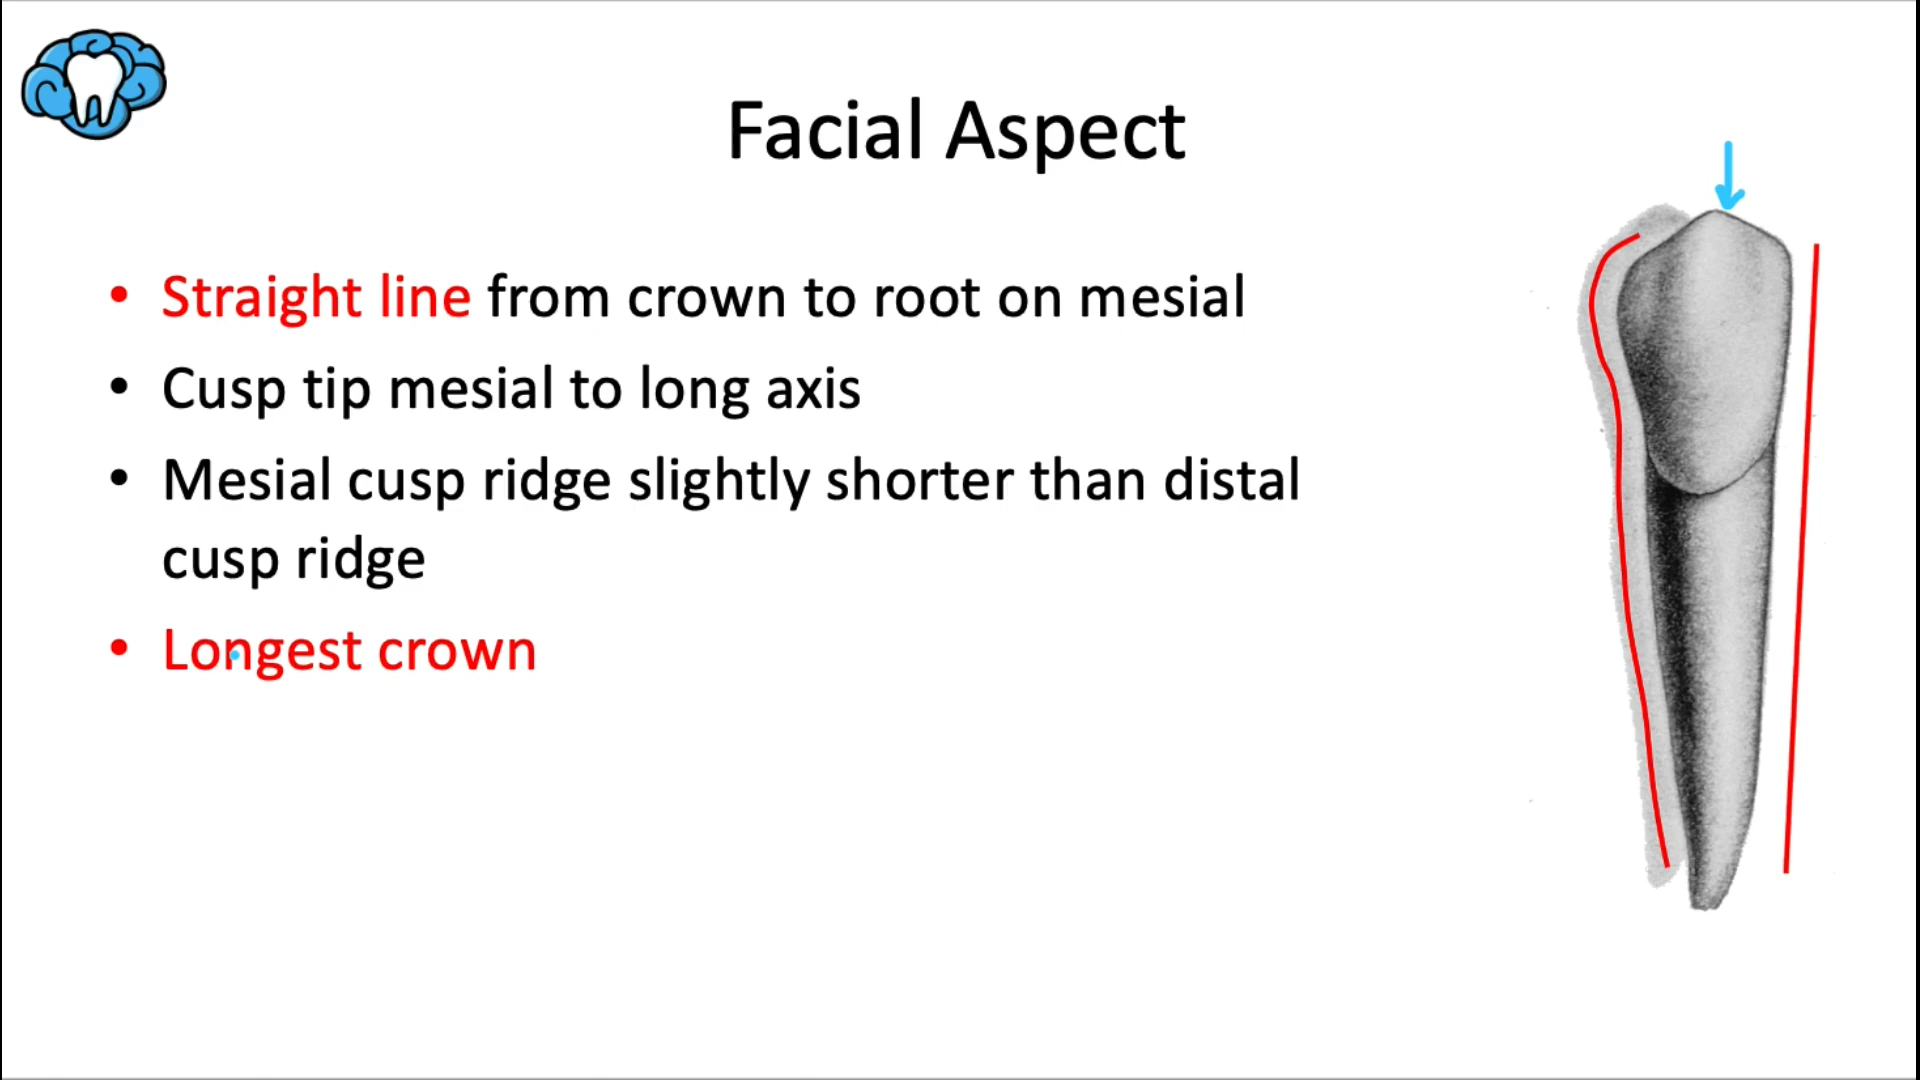 Facial Aspect
• Straight line from crown to root on mesial
• Cusp tip mesial to long axis
• Mesial cusp ridge slightly shorter than distal
cusp ridge
• Longest crown